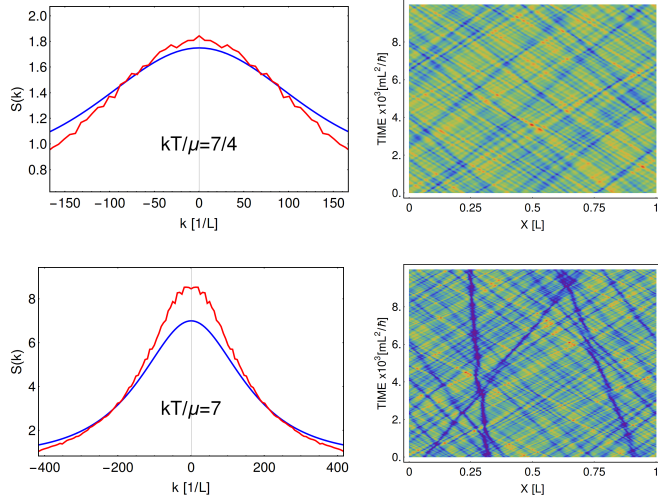 2.0
1.8
1.6
1.4
1.2
1.0
0.8
S(k)
kT/μ=7/4
-150 -100 -50 0 50 100 150
k [1/L]
8.
6.
4.
2.
0.
TIME x10³[mL²/ħ]
0 0.25 0.5 0.75 1
X [L]
8
6
4
2
S(k)
kT/μ=7
-400 -200 0 200 400
k [1/L]
8.
6.
4.
2.
0.
TIME x10³[mL²/ħ]
0 0.25 0.5 0.75 1
X [L]